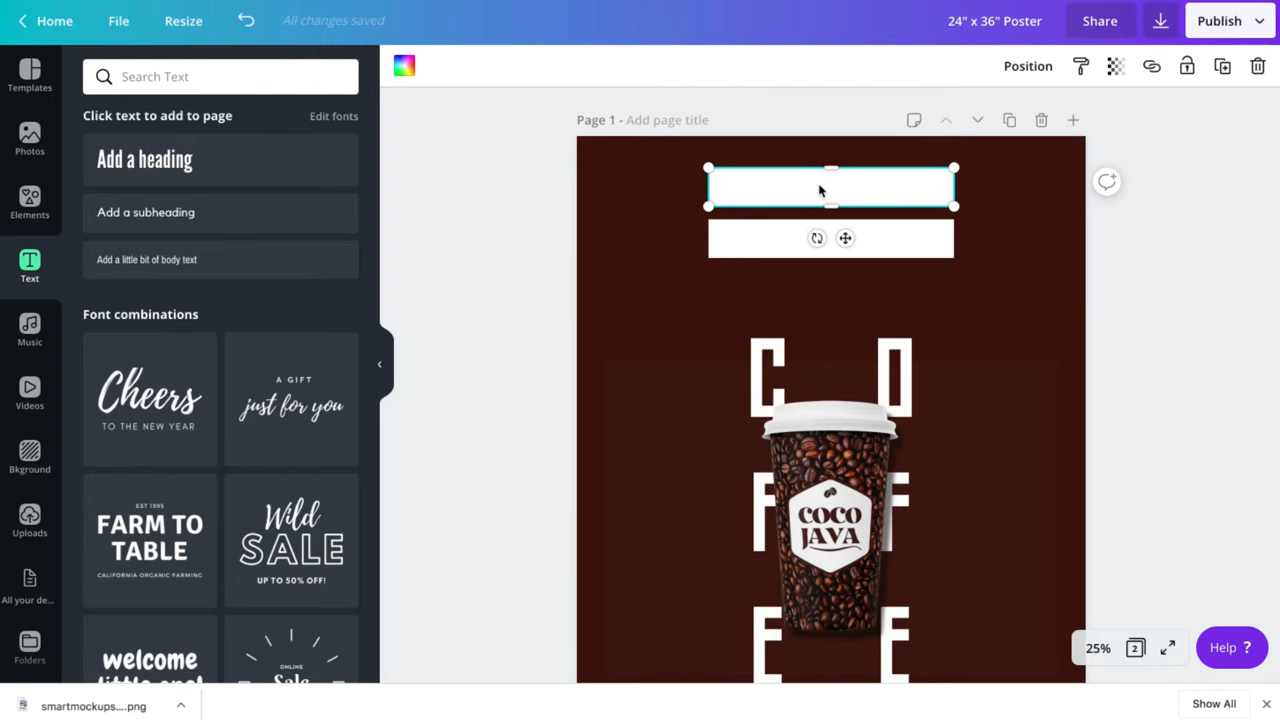 Home File Resize All changes saved 24" x 36" Poster Share Publish
Templates
Photos
Elements
Text
Music
Videos
Bkground
Uploads
All your de...
Folders
Search Text
Click text to add to page Edit fonts
Add a heading
Add a subheading
Add a little bit of body text
Font combinations
Cheers
TO THE NEW YEAR
A GIFT
just for you
EST 1995
FARM TO
TABLE
CALIFORNIA ORGANIC FARMING
Wild
SALE
UP TO 50% OFF!
welcome
ONLINE
Sale
Position
Page 1 - Add page title
C O
F F
E E
COCO
JAVA
25% 2 Help ?
smartmockups....png Show All